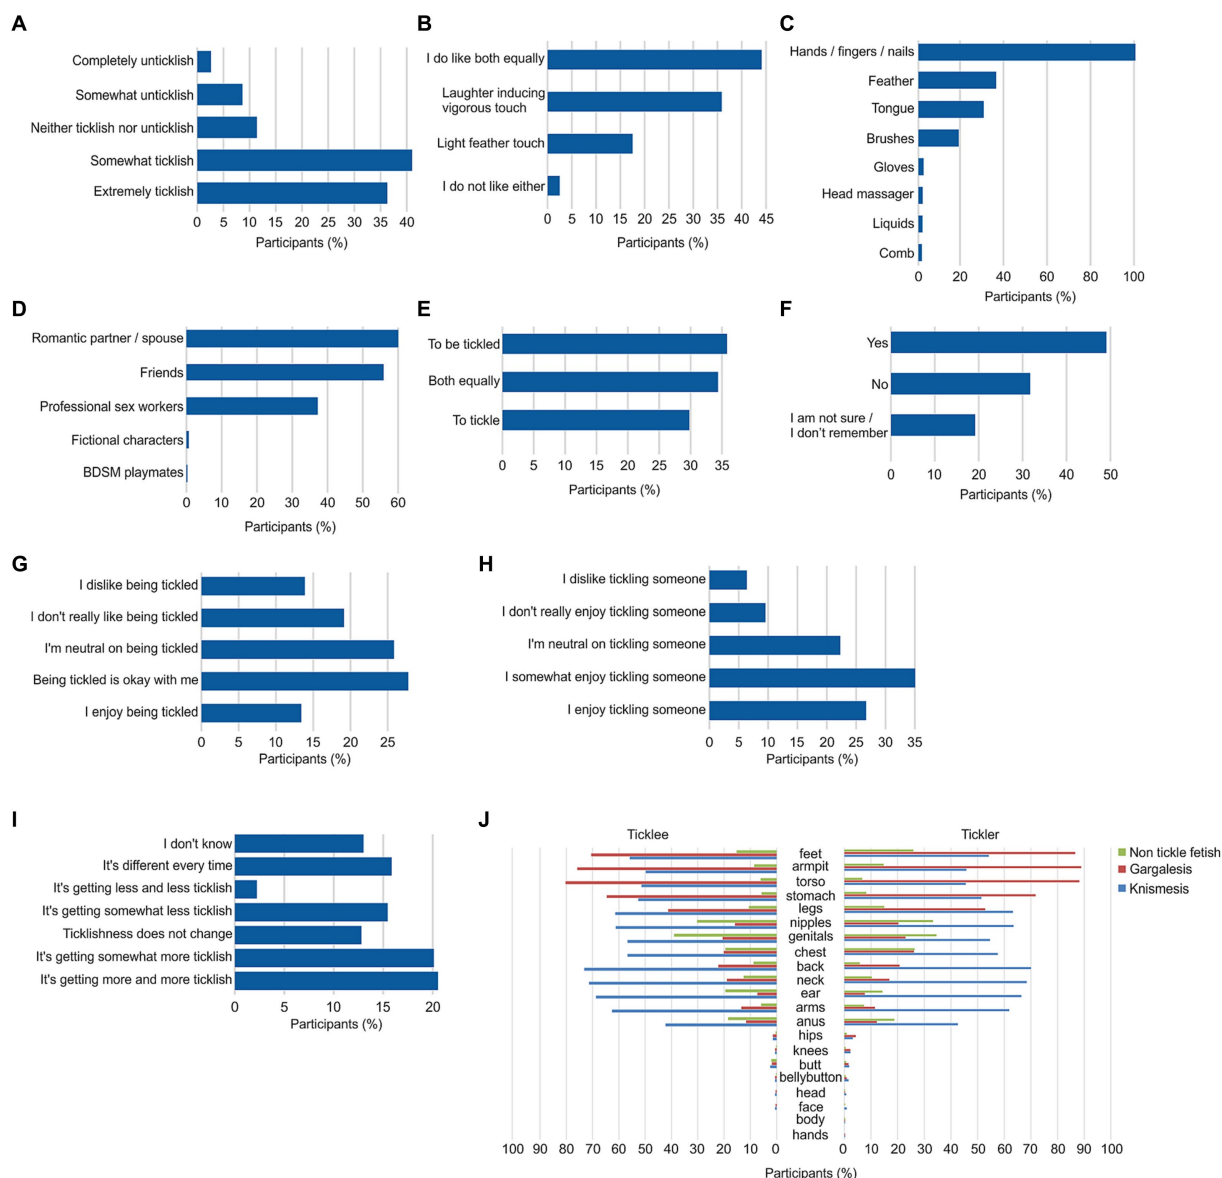 A
Completely unticklish
Somewhat unticklish
Neither ticklish nor unticklish
Somewhat ticklish
Extremely ticklish
0 5 10 15 20 25 30 35 40
Participants (%)
B
I do like both equally
Laughter inducing
vigorous touch
Light feather touch
I do not like either
0 5 10 15 20 25 30 35 40 45
Participants (%)
C
Hands / fingers / nails
Feather
Tongue
Brushes
Gloves
Head massager
Liquids
Comb
0 20 40 60 80 100
Participants (%)
D
Romantic partner / spouse
Friends
Professional sex workers
Fictional characters
BDSM playmates
0 10 20 30 40 50 60
Participants (%)
E
To be tickled
Both equally
To tickle
0 5 10 15 20 25 30 35
Participants (%)
F
Yes
No
I am not sure /
I don't remember
0 10 20 30 40 50
Participants (%)
G
I dislike being tickled
I don't really like being tickled
I'm neutral on being tickled
Being tickled is okay with me
I enjoy being tickled
0 5 10 15 20 25
Participants (%)
H
I dislike tickling someone
I don't really enjoy tickling someone
I'm neutral on tickling someone
I somewhat enjoy tickling someone
I enjoy tickling someone
0 5 10 15 20 25 30 35
Participants (%)
I
I don't know
It's different every time
It's getting less and less ticklish
It's getting somewhat less ticklish
Ticklishness does not change
It's getting somewhat more ticklish
It's getting more and more ticklish
0 5 10 15 20
Participants (%)
J
Ticklee Tickler
feet
armpit
torso
stomach
legs
nipples
genitals
chest
back
neck
ear
arms
anus
hips
knees
butt
bellybutton
head
face
body
hands
Non tickle fetish
Gargalesis
Knismesis
100 90 80 70 60 50 40 30 20 10 0 0 10 20 30 40 50 60 70 80 90 100
Participants (%)